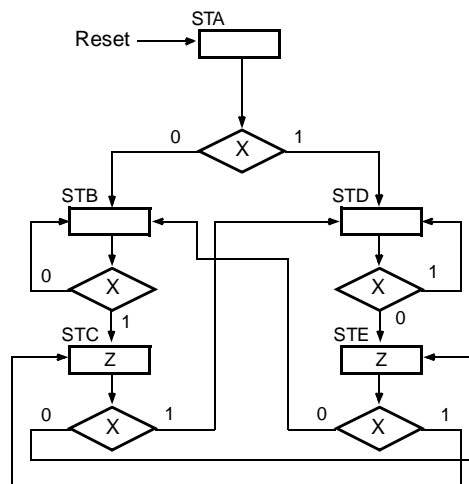 STA
Reset
0 X 1
STB
STD
0 X
X 1
1
0
STC
STE
Z
Z
0 X 1
0 X 1